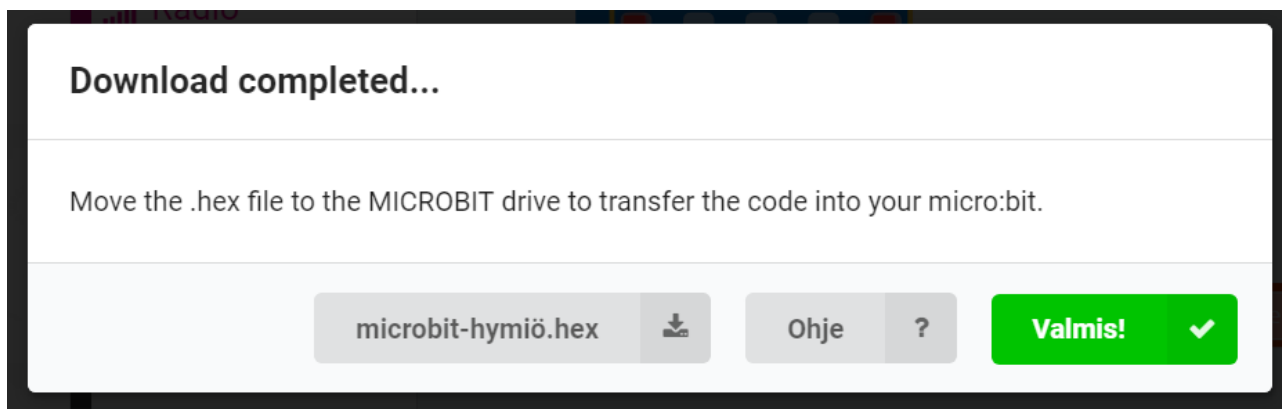 Radio
Download completed...
Move the .hex file to the MICROBIT drive to transfer the code into your micro:bit.
microbit-hymiö.hex
Ohje ?
Valmis!